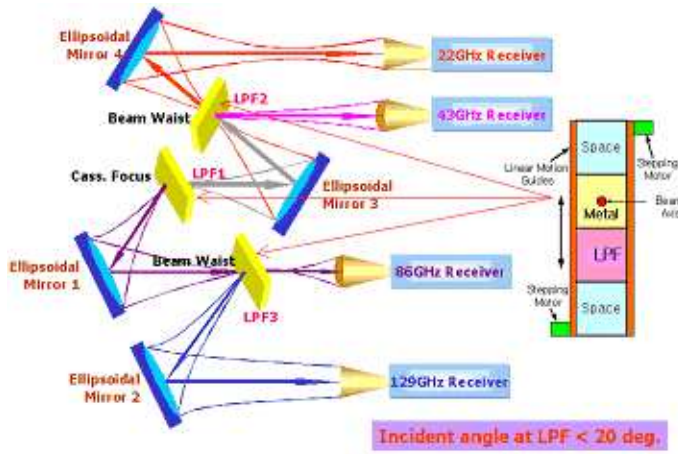 Ellipsoidal
Mirror 4
22GHz Receiver
LPF2
Beam Waist
43GHz Receiver
Cass. Focus
LPF1
Ellipsoidal
Mirror 3
Ellipsoidal
Mirror 1
Beam Waist
86GHz Receiver
LPF3
Ellipsoidal
Mirror 2
129GHz Receiver
Space
Stepping
Motor
Linear Motion
Guides
Metal
Beam
Axis
LPF
Stepping
Motor
Space
Incident angle at LPF < 20 deg.